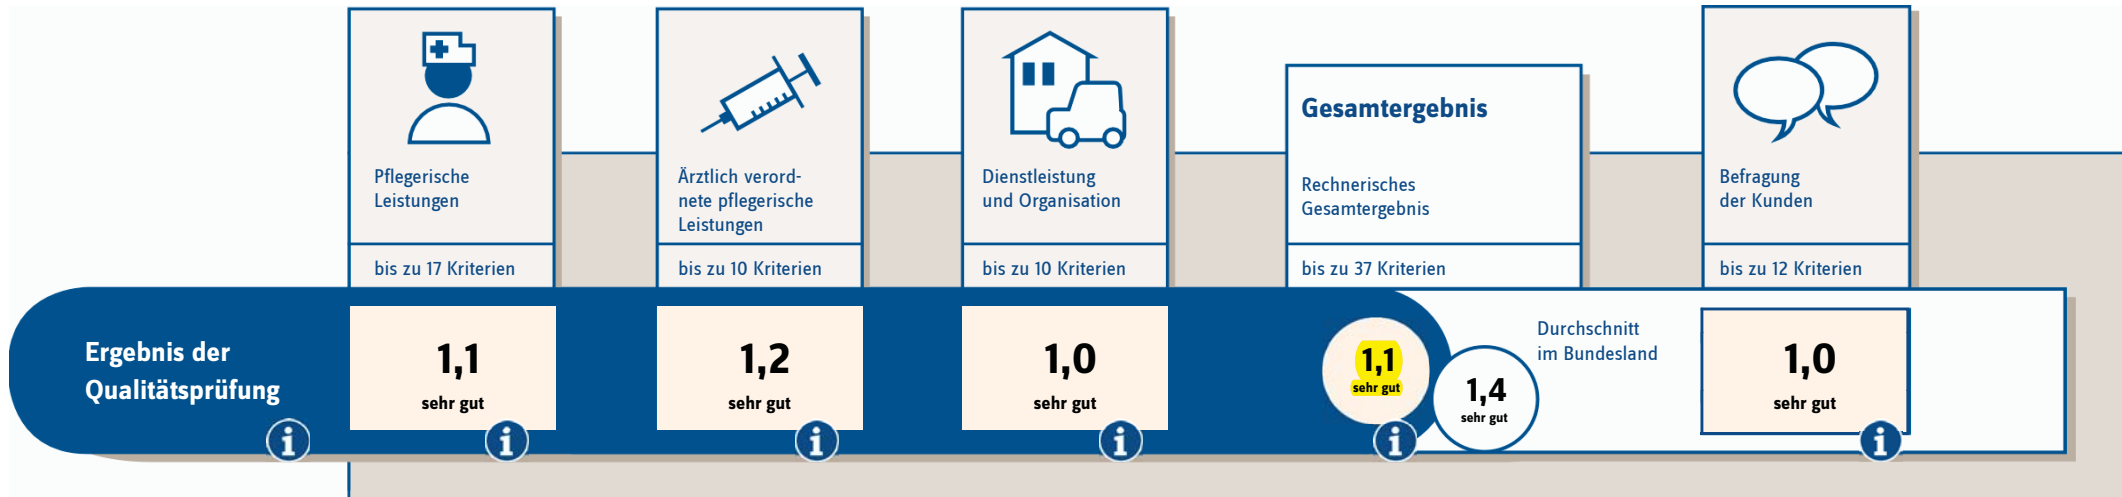 Pflegerische
Leistungen
bis zu 17 Kriterien
Ärztlich verord-
nete pflegerische
Leistungen
bis zu 10 Kriterien
Dienstleistung
und Organisation
bis zu 10 Kriterien
Gesamtergebnis
Rechnerisches
Gesamtergebnis
bis zu 37 Kriterien
Befragung
der Kunden
bis zu 12 Kriterien
Ergebnis der
Qualitätsprüfung
1,1
sehr gut
1,2
sehr gut
1,0
sehr gut
1,1
sehr gut
1,4
sehr gut
Durchschnitt
im Bundesland
1,0
sehr gut